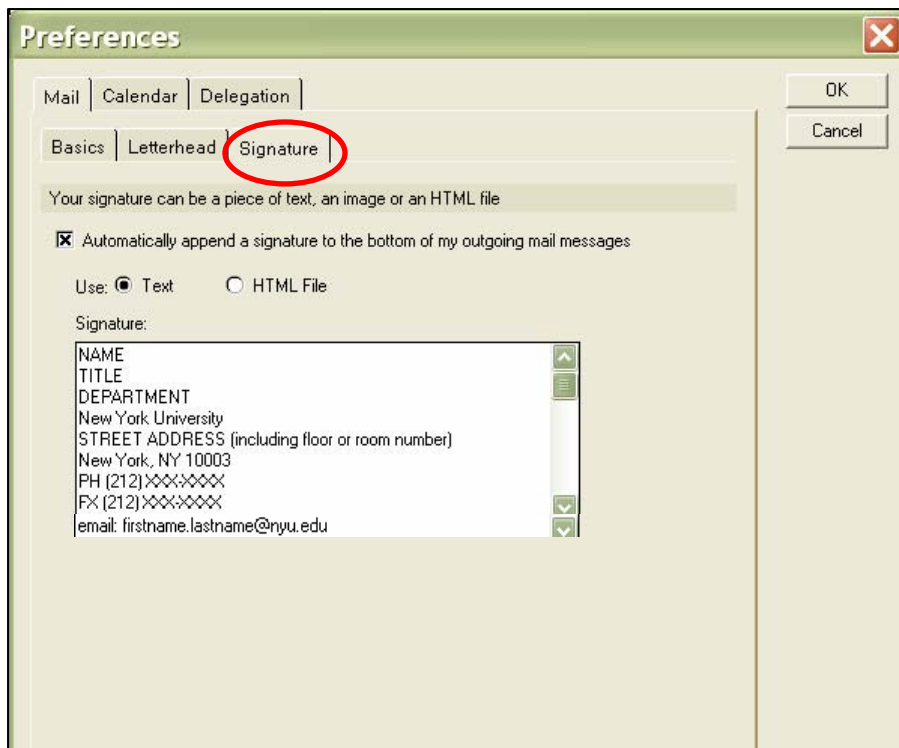 Preferences
Mail Calendar Delegation
OK
Cancel
Basics Letterhead Signature
Your signature can be a piece of text, an image or an HTML file
Automatically append a signature to the bottom of my outgoing mail messages
Use: Text HTML File
Signature:
NAME
TITLE
DEPARTMENT
New York University
STREET ADDRESS (including floor or room number)
New York, NY 10003
PH (212) XXX-XXXX
FX (212) XXX-XXXX
email: firstname.lastname@nyu.edu